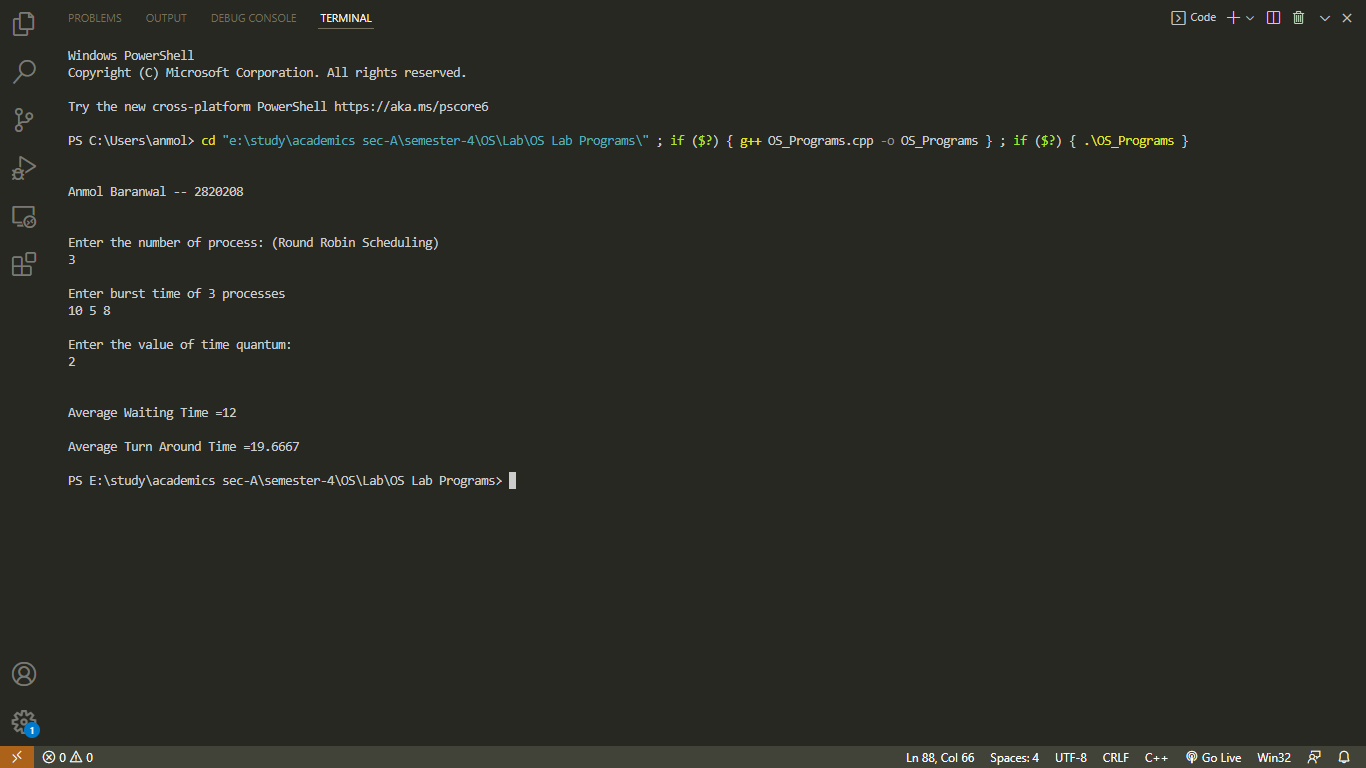 PROBLEMS OUTPUT DEBUG CONSOLE TERMINAL Code
Windows PowerShell
Copyright (C) Microsoft Corporation. All rights reserved.
Try the new cross-platform PowerShell https://aka.ms/pscore6
PS C:\Users\anmol> cd "e:\study\academics sec-A\semester-4\OS\Lab\OS Lab Programs\" ; if ($?) { g++ OS_Programs.cpp -o OS_Programs } ; if ($?) { .\OS_Programs }
Anmol Baranwal -- 2820208
Enter the number of process: (Round Robin Scheduling)
3
Enter burst time of 3 processes
10 5 8
Enter the value of time quantum:
2
Average Waiting Time =12
Average Turn Around Time =19.6667
PS E:\study\academics sec-A\semester-4\OS\Lab\OS Lab Programs>
1
0 0 Ln 88, Col 66 Spaces: 4 UTF-8 CRLF C++ Go Live Win32